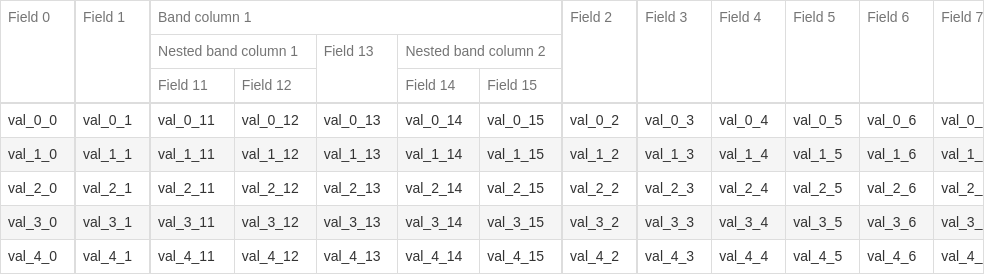 Field 0 Field 1 Band column 1 Field 2 Field 3 Field 4 Field 5 Field 6 Field 7
Nested band column 1 Field 13 Nested band column 2
Field 11 Field 12 Field 14 Field 15
val_0_0 val_0_1 val_0_11 val_0_12 val_0_13 val_0_14 val_0_15 val_0_2 val_0_3 val_0_4 val_0_5 val_0_6 val_0_
val_1_0 val_1_1 val_1_11 val_1_12 val_1_13 val_1_14 val_1_15 val_1_2 val_1_3 val_1_4 val_1_5 val_1_6 val_1_
val_2_0 val_2_1 val_2_11 val_2_12 val_2_13 val_2_14 val_2_15 val_2_2 val_2_3 val_2_4 val_2_5 val_2_6 val_2_
val_3_0 val_3_1 val_3_11 val_3_12 val_3_13 val_3_14 val_3_15 val_3_2 val_3_3 val_3_4 val_3_5 val_3_6 val_3_
val_4_0 val_4_1 val_4_11 val_4_12 val_4_13 val_4_14 val_4_15 val_4_2 val_4_3 val_4_4 val_4_5 val_4_6 val_4_